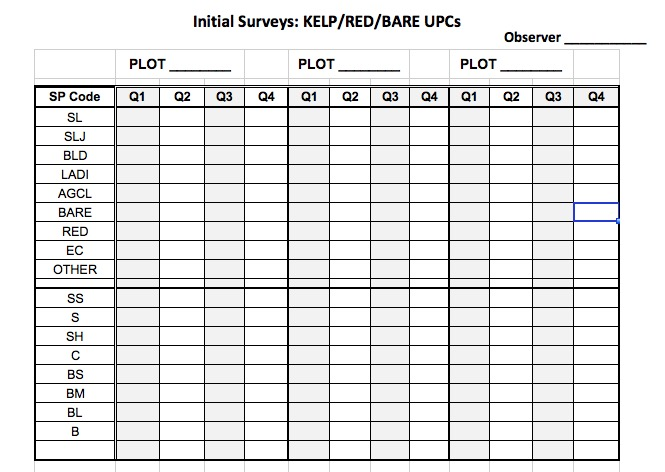 Initial Surveys: KELP/RED/BARE UPCs
Observer ___________
PLOT ________ PLOT ________ PLOT ________
SP Code Q1 Q2 Q3 Q4 Q1 Q2 Q3 Q4 Q1 Q2 Q3 Q4
SL
SLJ
BLD
LADI
AGCL
BARE
RED
EC
OTHER
SS
S
SH
C
BS
BM
BL
B